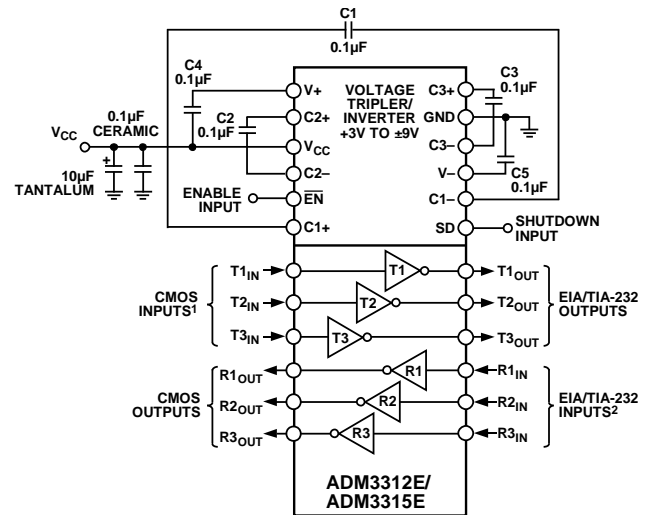 C1
0.1µF
C4
0.1µF
V+
C2+
VCC
C2–
EN
C1+
VOLTAGE
TRIPLER/
INVERTER
+3V TO ±9V
C3+
GND
C3–
V–
C1–
SD
C3
0.1µF
0.1µF
CERAMIC
C2
0.1µF
VCC
+
10µF
TANTALUM
C5
0.1µF
ENABLE
INPUT
SHUTDOWN
INPUT
CMOS
INPUTS1
T1IN
T1
T1OUT
T2IN
T2
T2OUT
T3IN
T3
T3OUT
EIA/TIA-232
OUTPUTS
CMOS
OUTPUTS
R1OUT
R1
R1IN
R2OUT
R2
R2IN
R3OUT
R3
R3IN
EIA/TIA-232
INPUTS2
ADM3312E/
ADM3315E